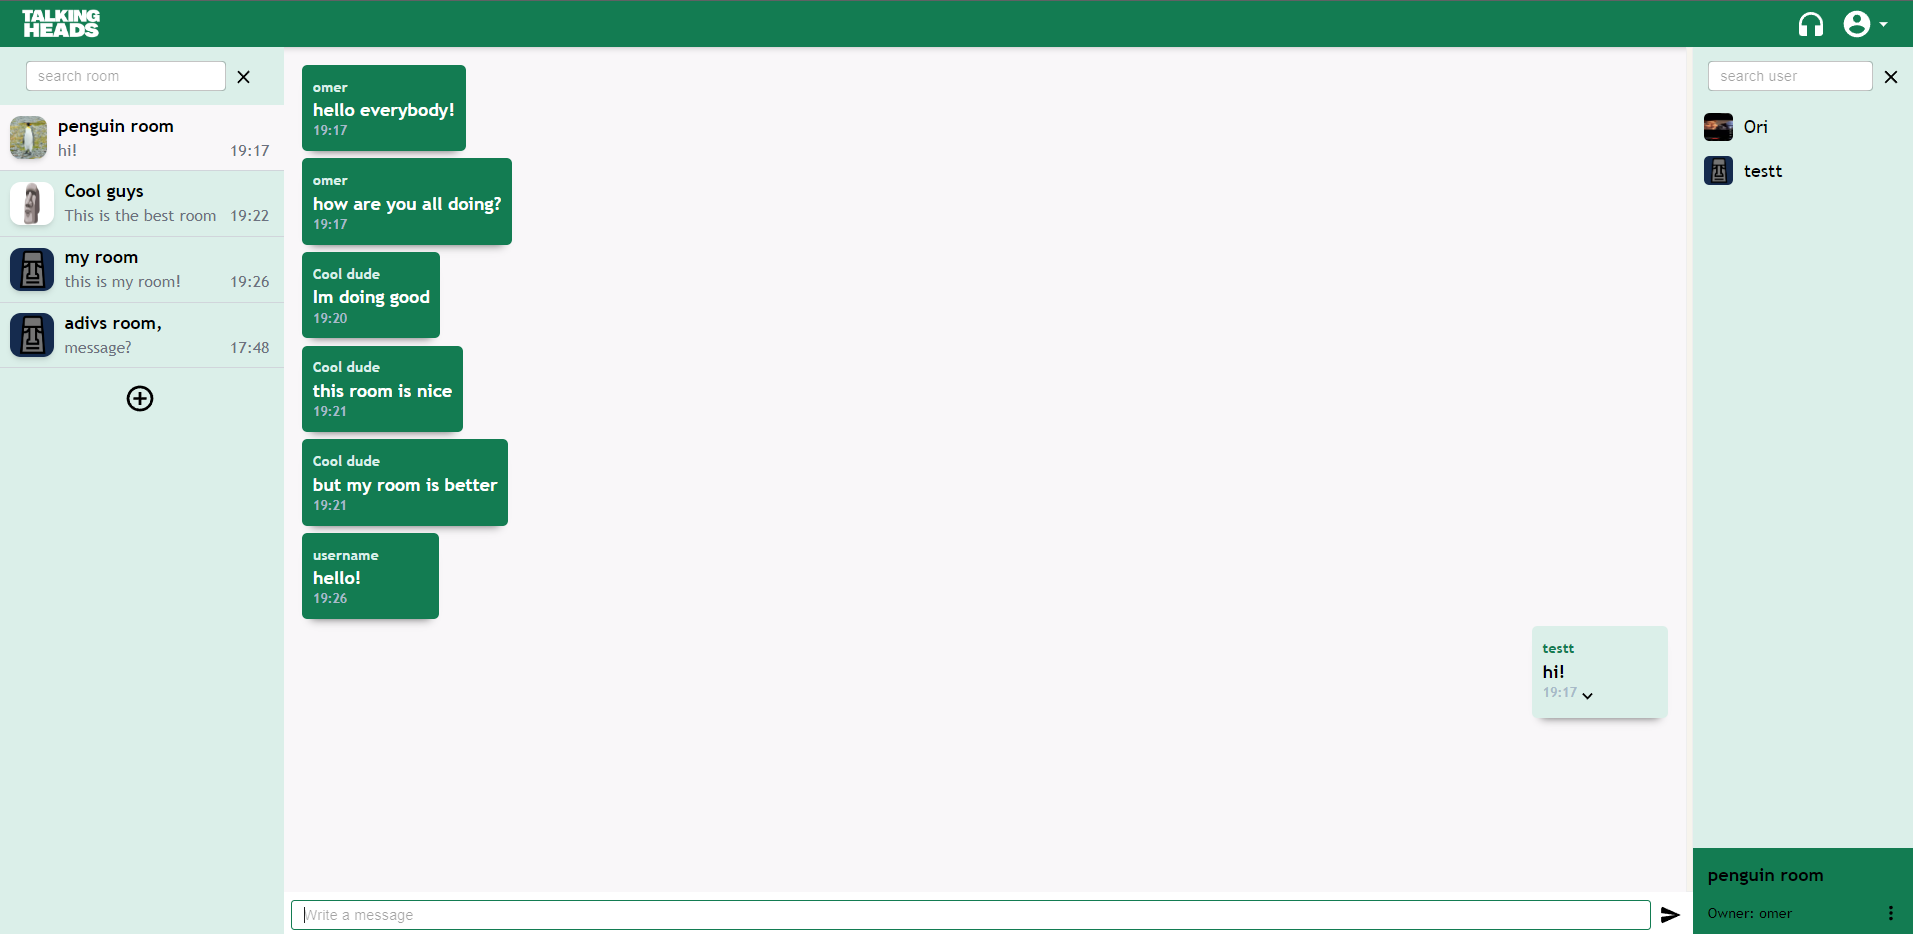 TALKING
HEADS
search room
penguin room
hi!
19:17
Cool guys
This is the best room
19:22
my room
this is my room!
19:26
adivs room,
message?
17:48
omer
hello everybody!
19:17
omer
how are you all doing?
19:17
Cool dude
Im doing good
19:20
Cool dude
this room is nice
19:21
Cool dude
but my room is better
19:21
username
hello!
19:26
testt
hi!
19:17
Write a message
search user
Ori
testt
penguin room
Owner: omer